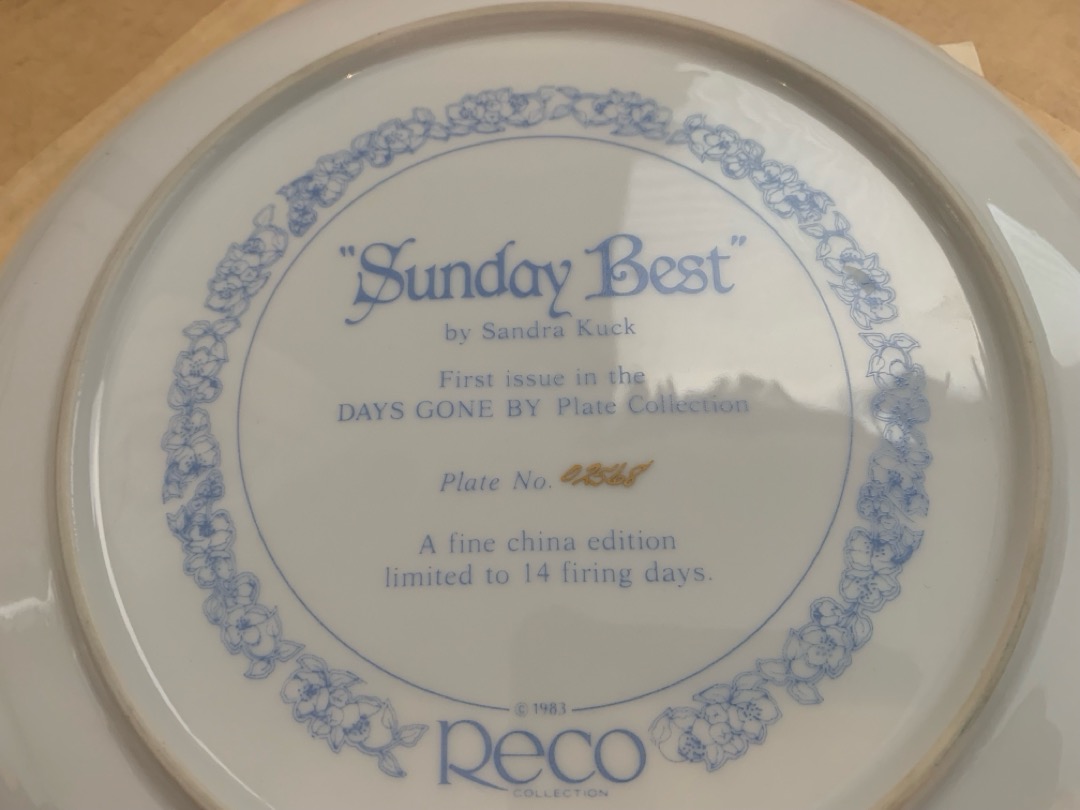 "Sunday Best"
by Sandra Kuck
First issue in the
DAYS GONE BY Plate Collection
Plate No. 02568
A fine china edition
limited to 14 firing days.
© 1983
Reco
COLLECTION